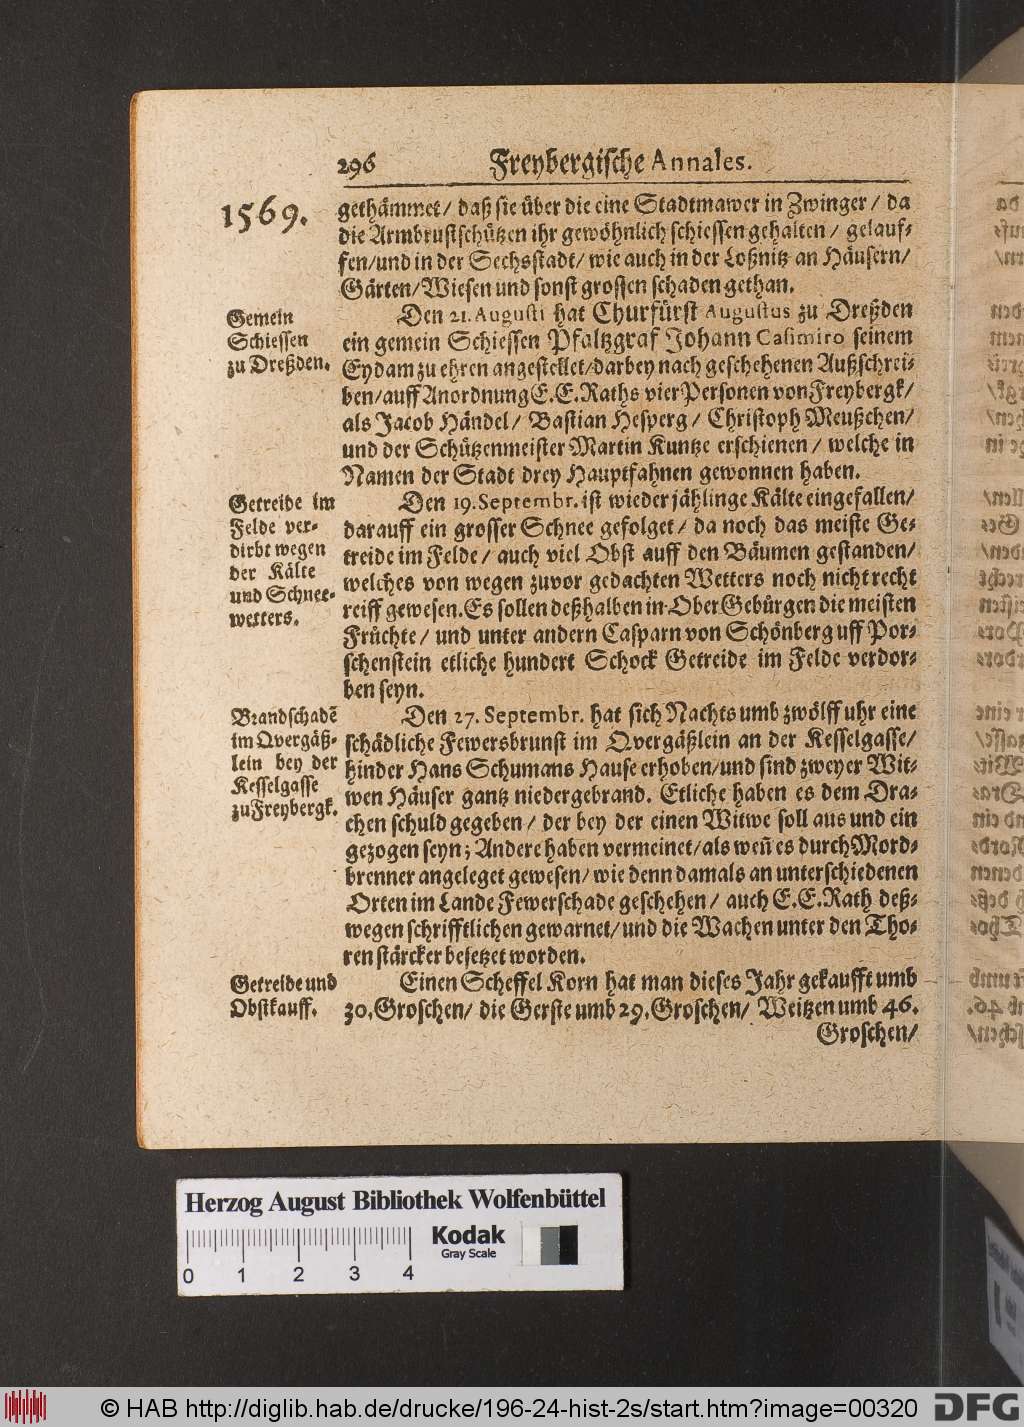 296 Freybergische Annales.
1569.
gethämmet/ daß sie über die eine Stadtmawer in Zwinger/ da
die Armbrustschützen ihr gewöhnlich schiessen gehalten/ gelauf-
fen/und in der Sechsstadt/ wie auch in der Loßnitz an Häusern/
Gärten/Wiesen und sonst grossen schaden gethan.
Gemein
Schiessen
zu Dreßden.
Den 21. Augusti hat Churfürst Augustus zu Dreßden
ein gemein Schiessen Pfaltzgraf Johann Casimiro seinem
Eydam zu ehren angestellet/darbey nach geschehenen Außschrei-
ben/auff Anordnung E.E.Raths vier Personen von Freybergk/
als Jacob Händel/ Bastian Hesperg/ Christoph Meußchen/
und der Schützenmeister Martin Kuntze erschienen/ welche in
Namen der Stadt drey Hauptfahnen gewonnen haben.
Getreide im
Felde ver-
dirbt wegen
der Kälte
und Schnee-
wetters.
Den 19. Septembr. ist wieder jählinge Kälte eingefallen/
darauff ein grosser Schnee gefolget/ da noch das meiste Ge-
treide im Felde/ auch viel Obst auff den Bäumen gestanden/
welches von wegen zuvor gedachten Wetters noch nicht recht
reiff gewesen. Es sollen deßhalben in Ober Gebürgen die meisten
Früchte/ und unter andern Casparn von Schönberg uff Por-
schenstein etliche hundert Schock Getreide im Felde verdor-
ben seyn.
Brandschadē
im Qvergäß-
lein bey der
Kesselgasse
zu Freybergk.
Den 27. Septembr. hat sich Nachts umb zwölff uhr eine
schädliche Fewersbrunst im Qvergäßlein an der Kesselgasse/
hinder Hans Schumans Hause erhoben/und sind zweyer Wit-
wen Häuser gantz niedergebrand. Etliche haben es dem Dra-
chen schuld gegeben/ der bey der einen Witwe soll aus und ein
gezogen seyn; Andere haben vermeinet/als weñ es durch Mord-
brenner angeleget gewesen/ wie denn damals an unterschiedenen
Orten im Lande Fewerschade geschehen/ auch E.E.Rath deß-
wegen schrifftlichen gewarnet/und die Wachen unter den Tho-
ren stärcker besetzet worden.
Getreide und
Obstkauff.
Einen Scheffel Korn hat man dieses Jahr gekaufft umb
30. Groschen/ die Gerste umb 29. Groschen/ Weitzen umb 46.
Groschen/
Herzog August Bibliothek Wolfenbüttel
Kodak
Gray Scale
0 1 2 3 4
© HAB http://diglib.hab.de/drucke/196-24-hist-2s/start.htm?image=00320
DFG